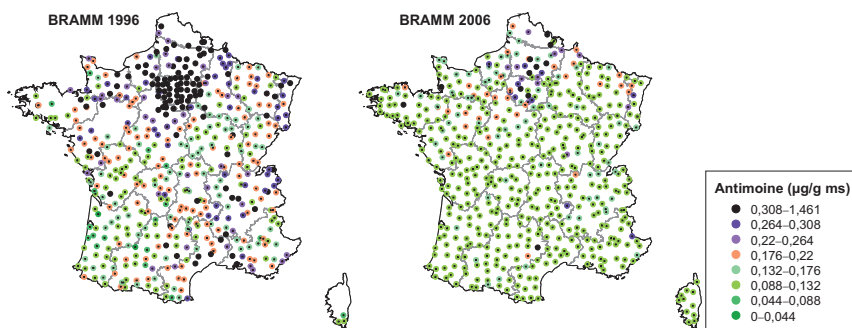 BRAMM 1996
BRAMM 2006
Antimoine (µg/g ms)
0,308–1,461
0,264–0,308
0,22–0,264
0,176–0,22
0,132–0,176
0,088–0,132
0,044–0,088
0–0,044